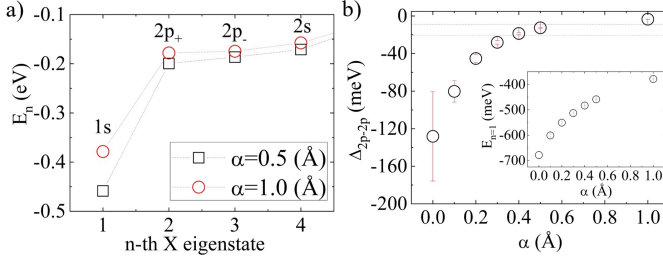 a)
-0.1
-0.2
-0.3
-0.4
-0.5
E_n (eV)
1s
2p_+
2p_-
2s
α=0.5 (Å)
α=1.0 (Å)
1 2 3 4
n-th X eigenstate
b)
0
-40
-80
-120
-160
-200
Δ_2p-2p (meV)
0.0 0.2 0.4 0.6 0.8 1.0
α (Å)
-400
-500
-600
-700
E_n=1 (meV)
0.0 0.2 0.4 0.6 0.8 1.0
α (Å)